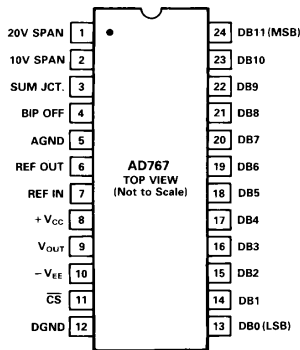 20V SPAN 1 24 DB11 (MSB)
10V SPAN 2 23 DB10
SUM JCT. 3 22 DB9
BIP OFF 4 21 DB8
AGND 5 20 DB7
REF OUT 6 19 DB6
REF IN 7 18 DB5
+ VCC 8 17 DB4
VOUT 9 16 DB3
− VEE 10 15 DB2
CS 11 14 DB1
DGND 12 13 DB0 (LSB)
AD767
TOP VIEW
(Not to Scale)